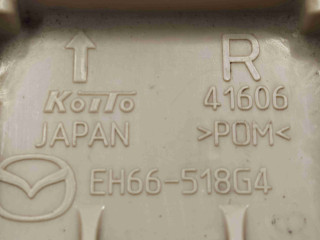 R
KOITO 41606
JAPAN >POM<
EH66-518G4